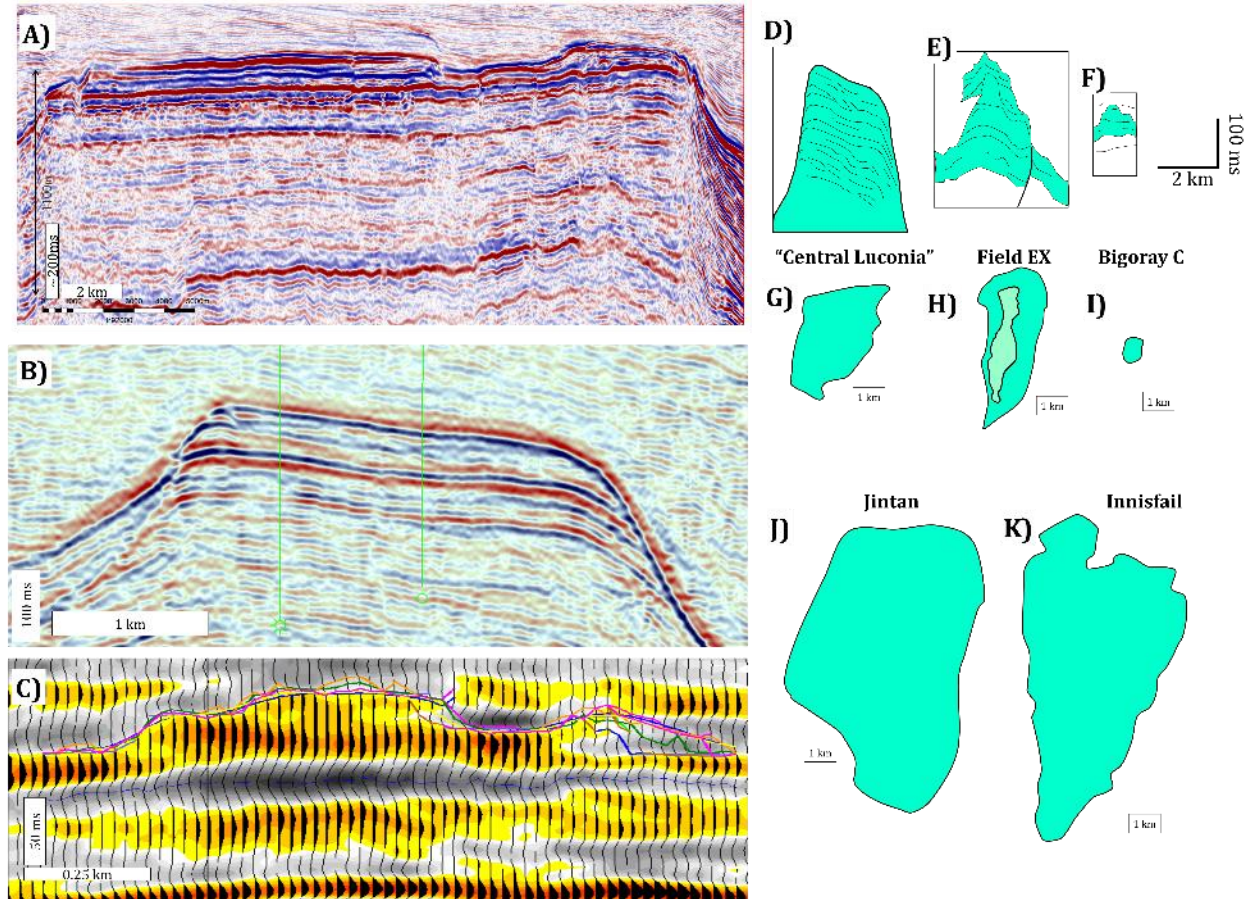 A)
~ 200ms
2 km
B)
100 ms
1 km
C)
50 ms
0.25 km
D)
E)
F)
100 ms
2 km
"Central Luconia"
Field EX
Bigoray C
G)
H)
I)
1 km
1 km
1 km
Jintan
Innisfail
J)
K)
1 km
1 km